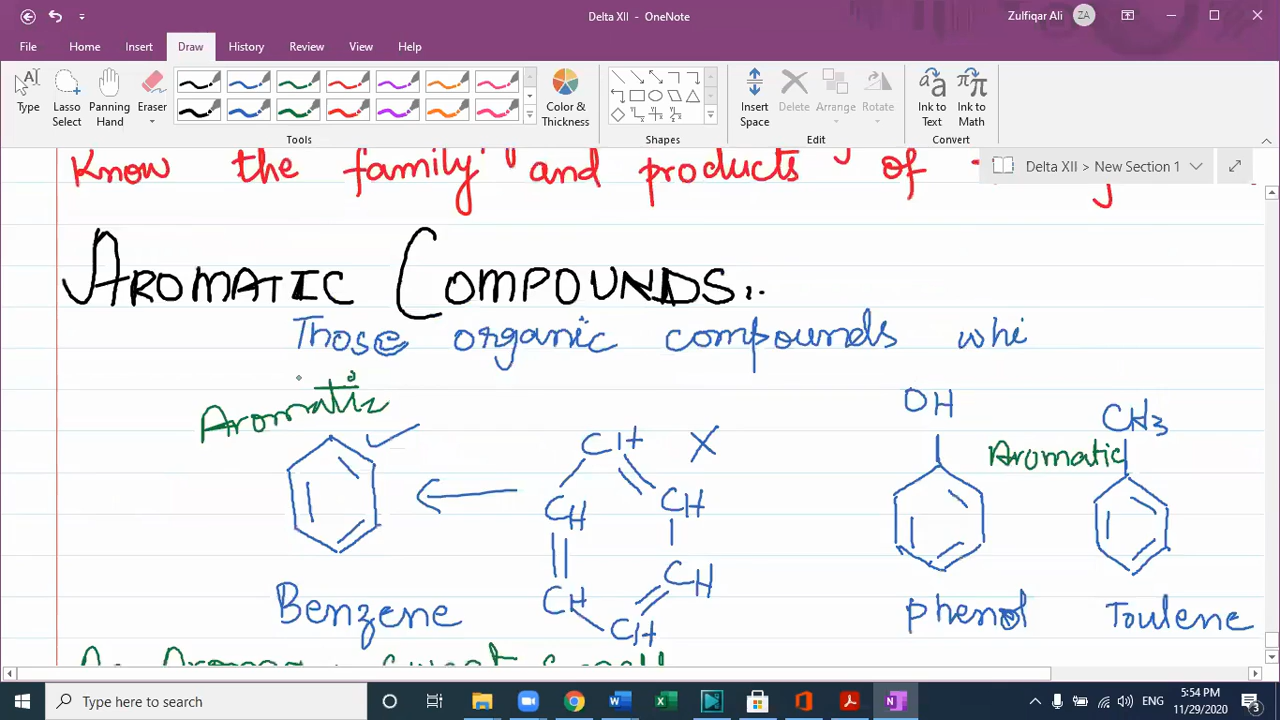 Delta XII - OneNote
Zulfiqar Ali ZA
File Home Insert Draw History Review View Help
Type Lasso Select Panning Hand Eraser Color & Thickness Insert Space Delete Arrange Rotate Ink to Text Ink to Math
Tools Shapes Edit Convert
Know the family and products of
Delta XII > New Section 1
AROMATIC COMPOUNDS:.
Those organic compounds whi
Aromatic
OH
CH3
Aromatic
CH X
CH CH
CH CH
CH
Benzene
phenol Toulene
Sweet Smell
Type here to search
ENG 5:54 PM
11/29/2020
3